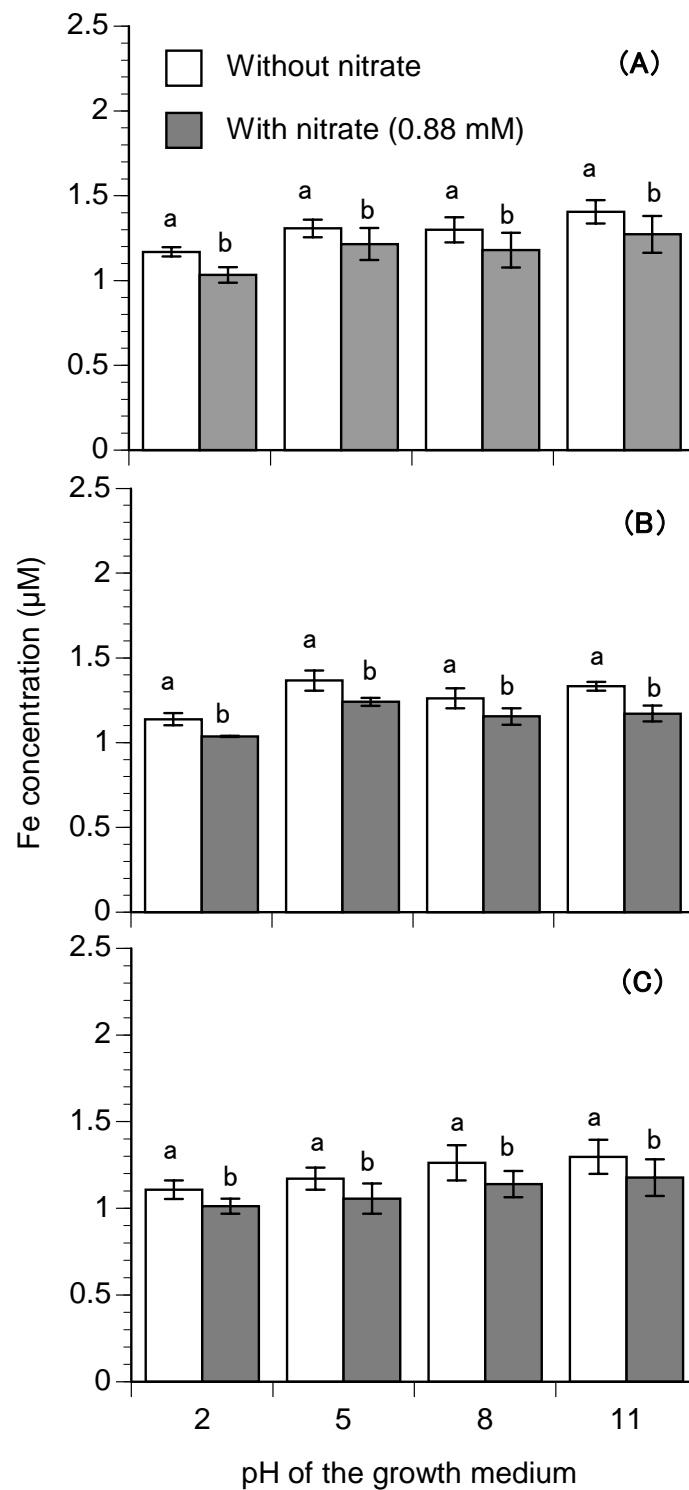 2.5
Without nitrate
(A)
2
With nitrate (0.88 mM)
a
1.5
a
a
b
b
a
b
b
1
0.5
0
2.5
(B)
2
a
a
1.5
a
b
b
a
b
b
1
0.5
0
2.5
(C)
2
1.5
a
a
a
b
a
b
b
b
1
0.5
0
Fe concentration (µM)
2 5 8 11
pH of the growth medium